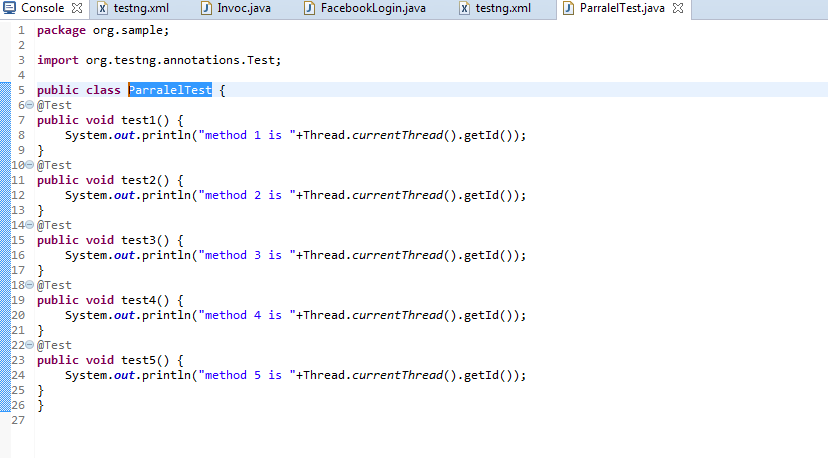 Console testng.xml Invoc.java FacebookLogin.java testng.xml ParralelTest.java
1 package org.sample;
2
3 import org.testng.annotations.Test;
4
5 public class ParralelTest {
6 @Test
7 public void test1() {
8     System.out.println("method 1 is "+Thread.currentThread().getId());
9 }
10 @Test
11 public void test2() {
12     System.out.println("method 2 is "+Thread.currentThread().getId());
13 }
14 @Test
15 public void test3() {
16     System.out.println("method 3 is "+Thread.currentThread().getId());
17 }
18 @Test
19 public void test4() {
20     System.out.println("method 4 is "+Thread.currentThread().getId());
21 }
22 @Test
23 public void test5() {
24     System.out.println("method 5 is "+Thread.currentThread().getId());
25 }
26 }
27